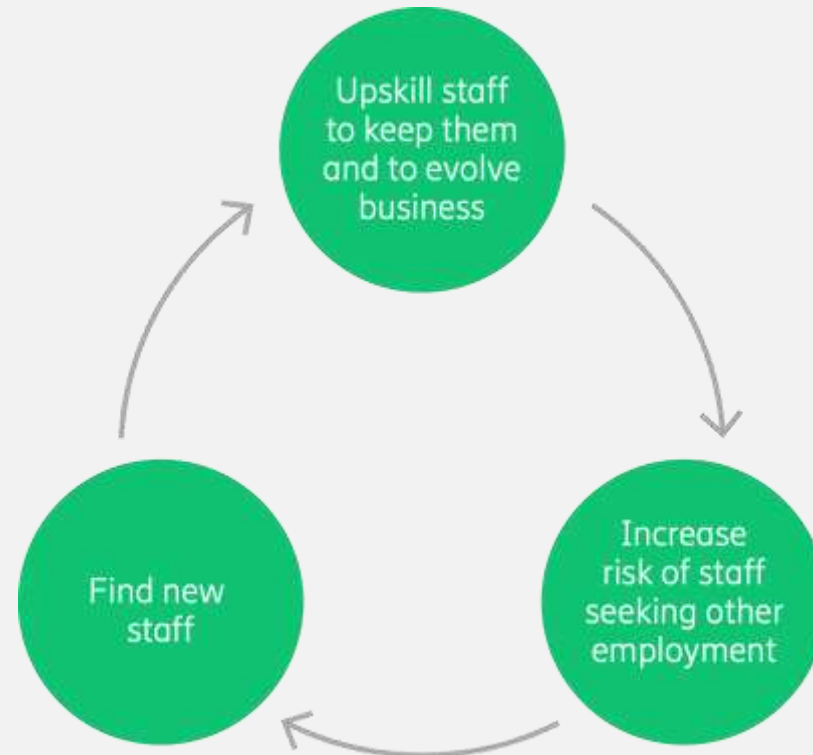 Upskill staff
to keep them
and to evolve
business
Increase
risk of staff
seeking other
employment
Find new
staff